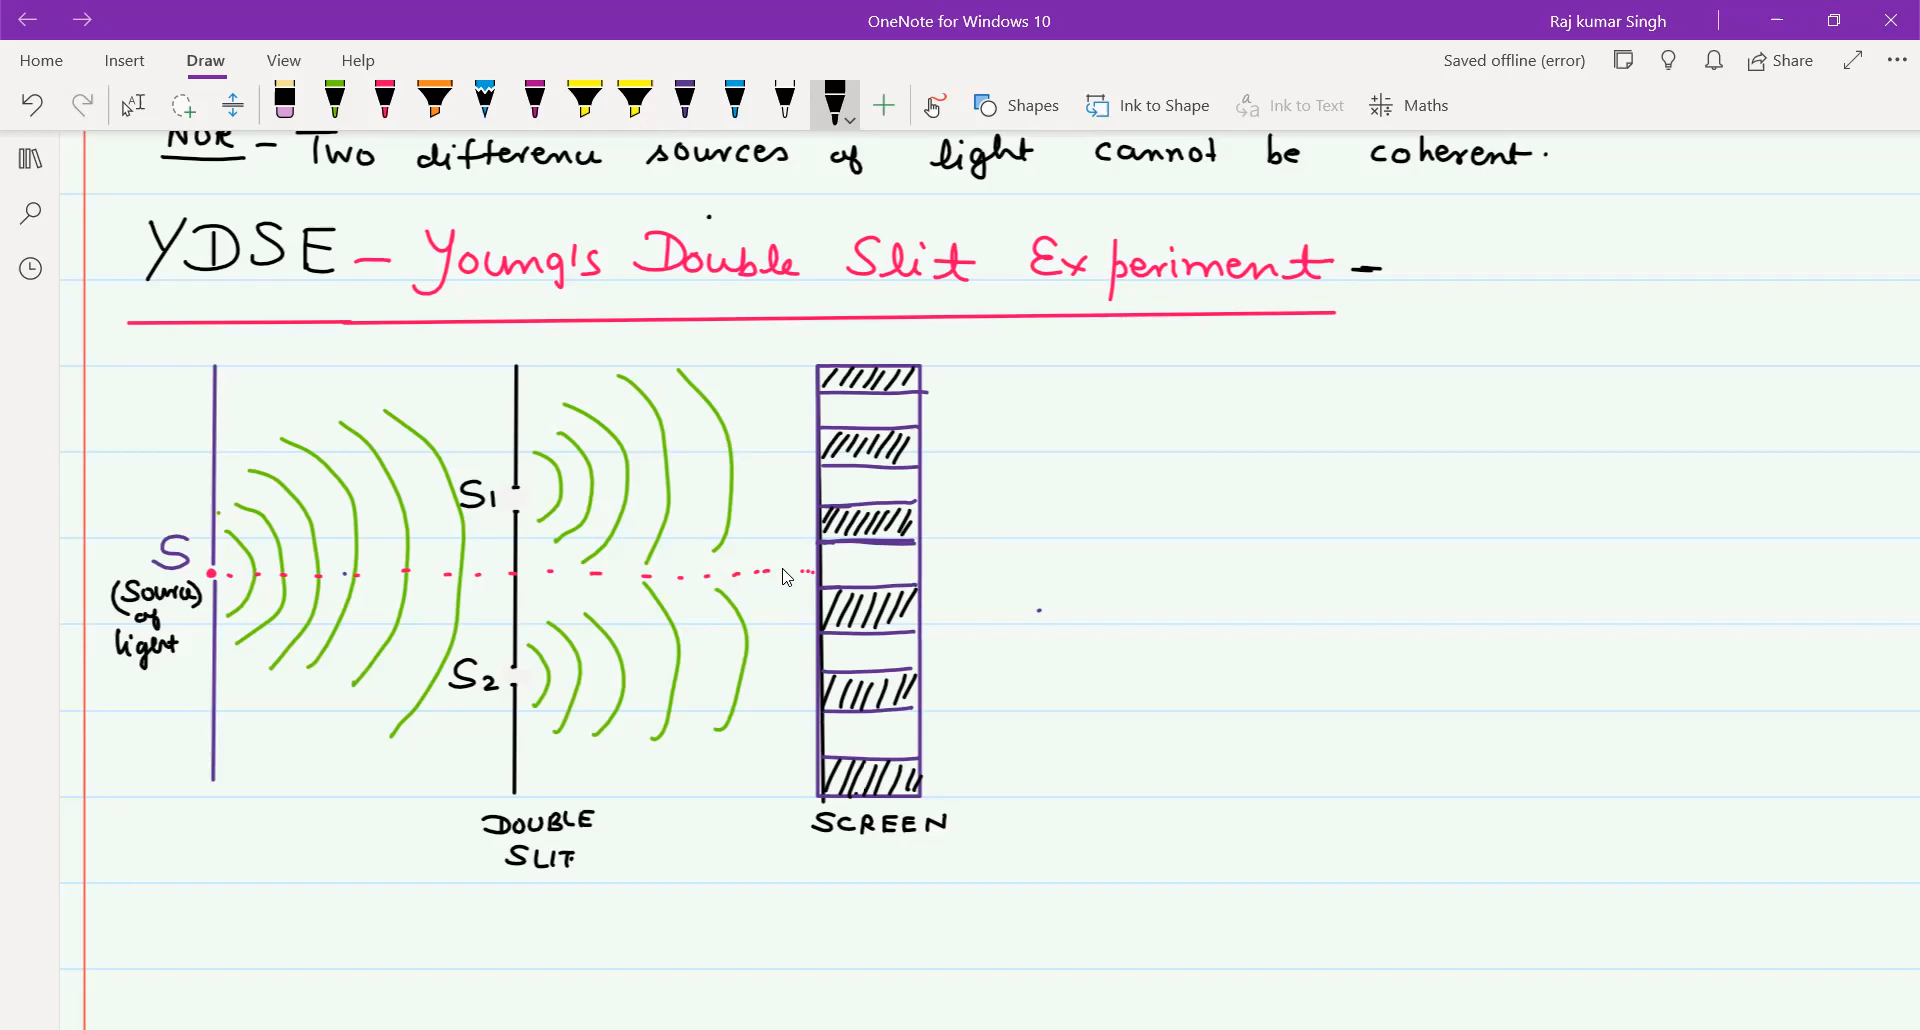 OneNote for Windows 10
Raj kumar Singh
Home Insert Draw View Help
Saved offline (error)
Share
Shapes
Ink to Shape
Ink to Text
Maths
Two differenc sources of light cannot be coherent.
YDSE - Young's Double Slit Experiment -
S1
S
(Source)
of
light
S2
DOUBLE
SLIT.
SCREEN